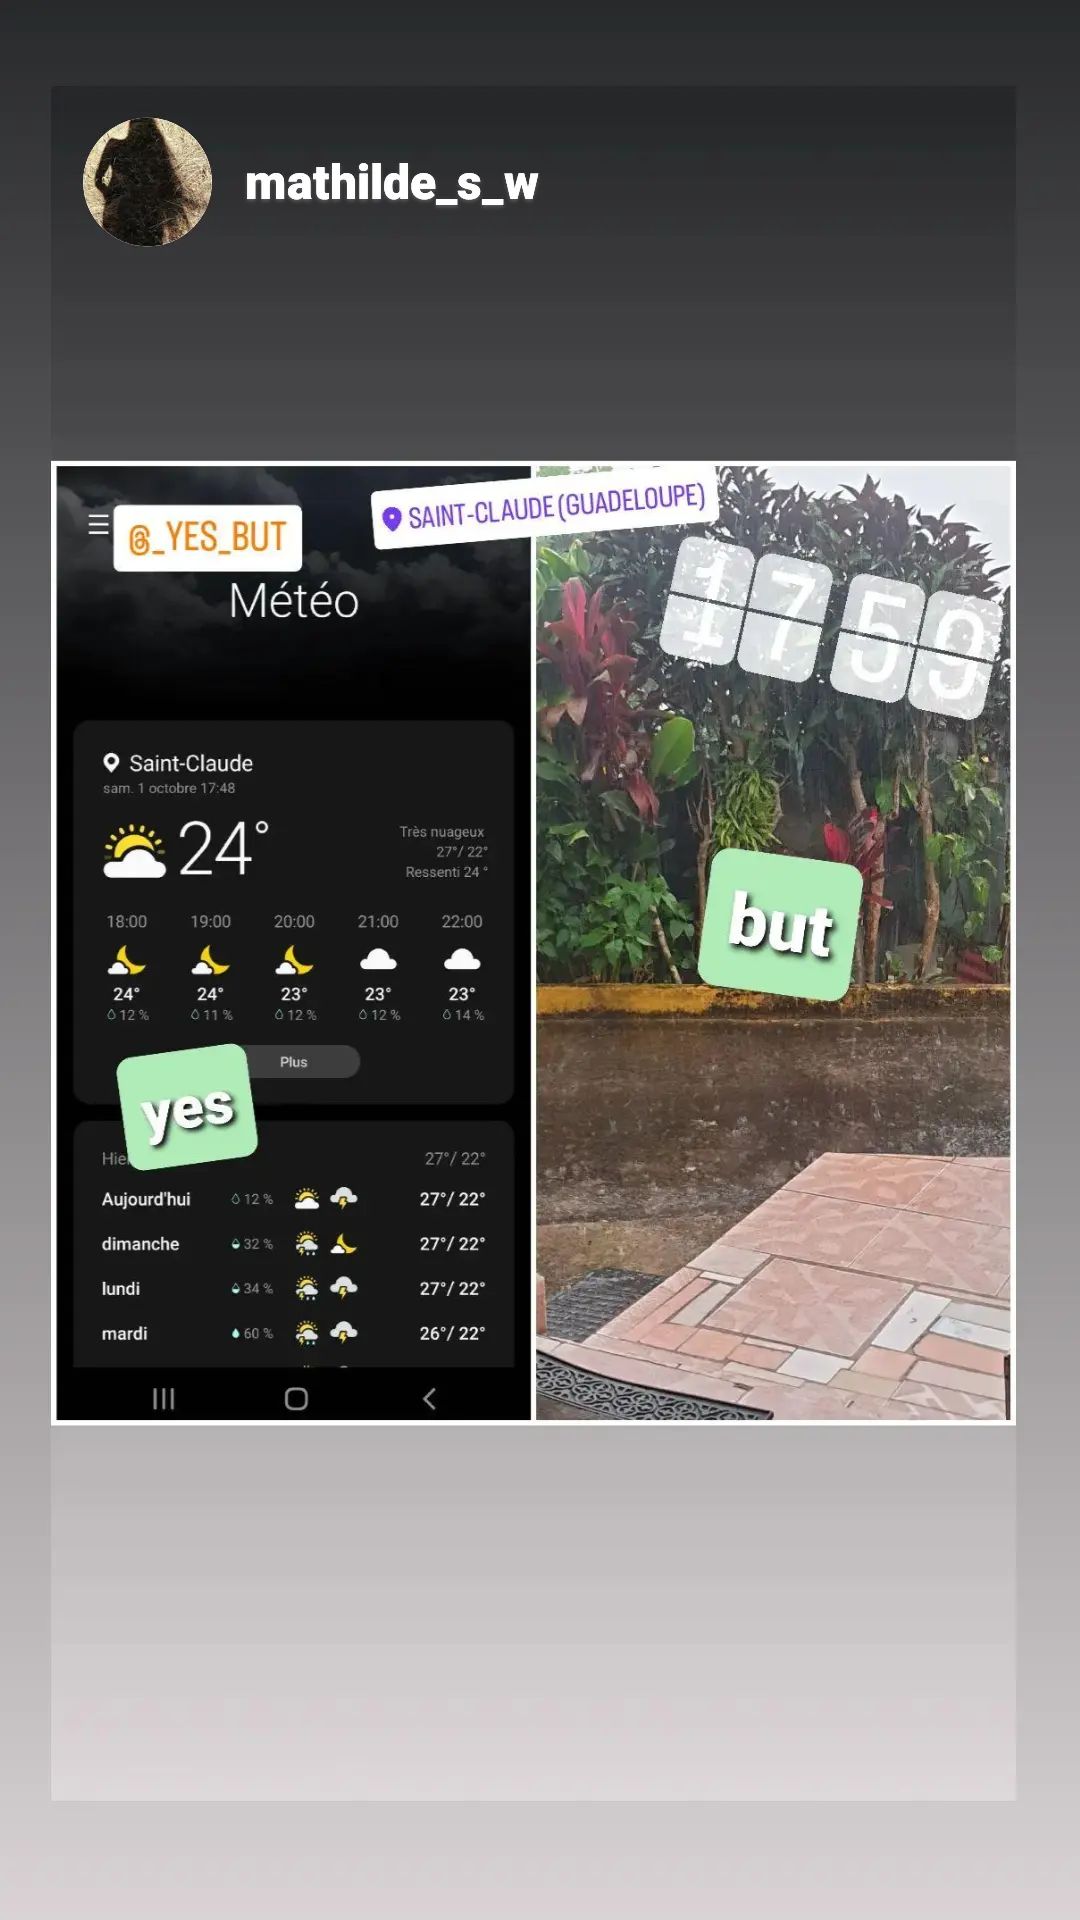 mathilde_s_w
@_YES_BUT
SAINT-CLAUDE (GUADELOUPE)
Météo
17 59
Saint-Claude
sam. 1 octobre 17:48
24°
Très nuageux
27°/ 22°
Ressenti 24 °
18:00 19:00 20:00 21:00 22:00
24° 24° 23° 23° 23°
12 % 11 % 12 % 12 % 14 %
but
Plus
yes
27°/ 22°
Aujourd'hui 12 % 27°/ 22°
dimanche 32 % 27°/ 22°
lundi 34 % 27°/ 22°
mardi 60 % 26°/ 22°